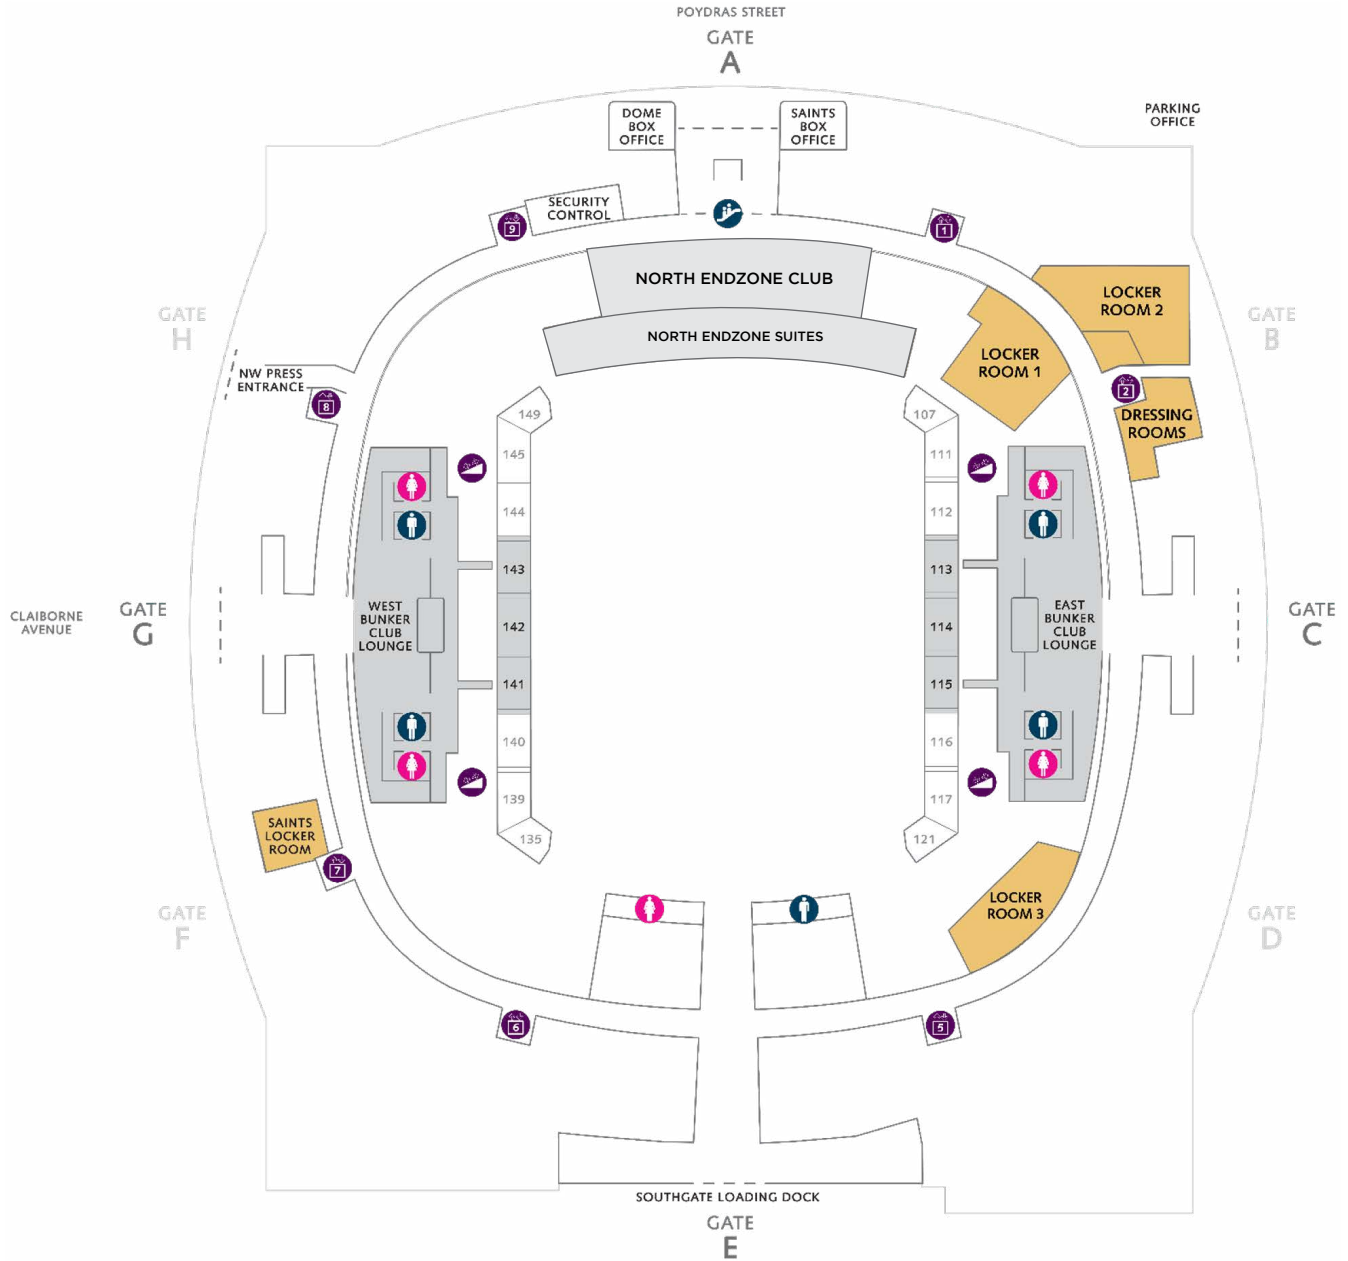 POYDRAS STREET
GATE
A
PARKING
OFFICE
DOME
BOX
OFFICE
SAINTS
BOX
OFFICE
SECURITY
CONTROL
9
1
NORTH ENDZONE CLUB
NORTH ENDZONE SUITES
LOCKER
ROOM 2
LOCKER
ROOM 1
GATE
H
GATE
B
NW PRESS
ENTRANCE
8
2
DRESSING
ROOMS
149
107
145
111
144
112
143
113
142
114
141
115
140
116
139
117
135
121
WEST
BUNKER
CLUB
LOUNGE
EAST
BUNKER
CLUB
LOUNGE
CLAIBORNE
AVENUE
GATE
G
GATE
C
SAINTS
LOCKER
ROOM
7
GATE
F
LOCKER
ROOM 3
GATE
D
6
5
SOUTHGATE LOADING DOCK
GATE
E